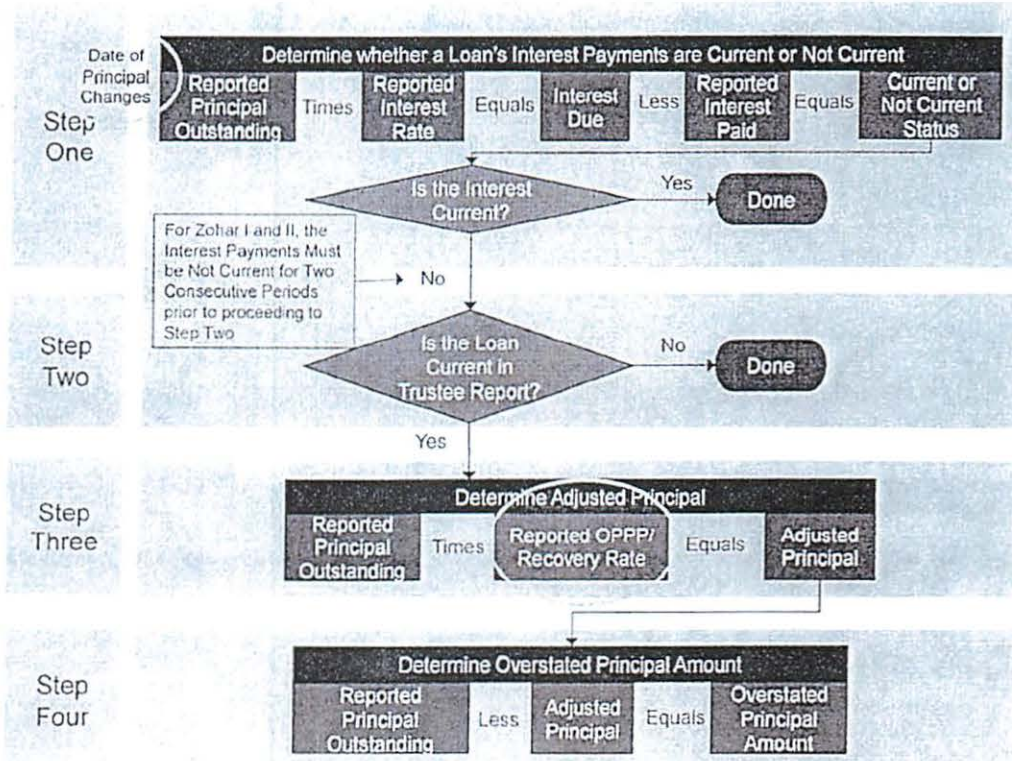 Date of
Principal
Changes
Step
One
Determine whether a Loan's Interest Payments are Current or Not Current
Reported
Principal
Outstanding
Times
Reported
Interest
Rate
Equals
Interest
Due
Less
Reported
Interest
Paid
Equals
Current or
Not Current
Status
Is the Interest
Current?
Yes
Done
For Zohar I and II, the
Interest Payments Must
be Not Current for Two
Consecutive Periods
prior to proceeding to
Step Two
No
Step
Two
Is the Loan
Current in
Trustee Report?
No
Done
Yes
Step
Three
Determine Adjusted Principal
Reported
Principal
Outstanding
Times
Reported OPPP/
Recovery Rate
Equals
Adjusted
Principal
Step
Four
Determine Overstated Principal Amount
Reported
Principal
Outstanding
Less
Adjusted
Principal
Equals
Overstated
Principal
Amount